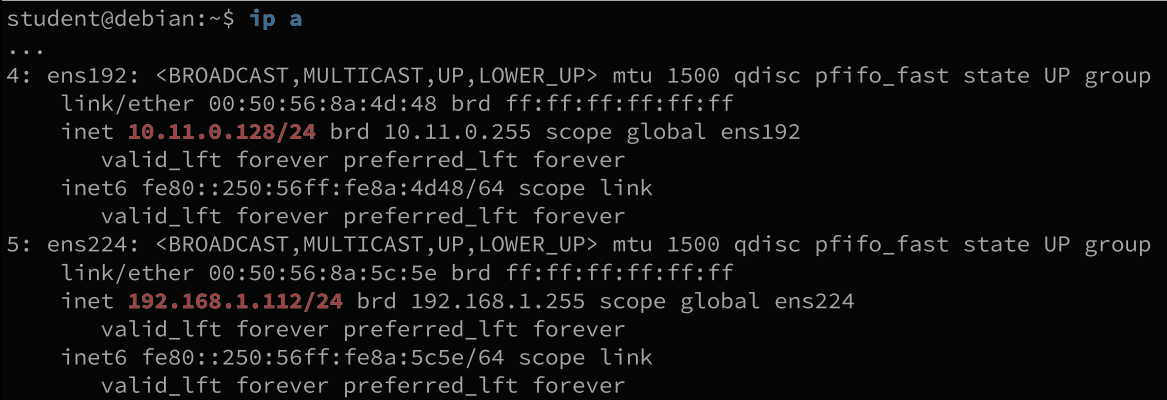 student@debian:~$ ip a
...
4: ens192: <BROADCAST,MULTICAST,UP,LOWER_UP> mtu 1500 qdisc pfifo_fast state UP group
link/ether 00:50:56:8a:4d:48 brd ff:ff:ff:ff:ff:ff
inet 10.11.0.128/24 brd 10.11.0.255 scope global ens192
valid_lft forever preferred_lft forever
inet6 fe80::250:56ff:fe8a:4d48/64 scope link
valid_lft forever preferred_lft forever
5: ens224: <BROADCAST,MULTICAST,UP,LOWER_UP> mtu 1500 qdisc pfifo_fast state UP group
link/ether 00:50:56:8a:5c:5e brd ff:ff:ff:ff:ff:ff
inet 192.168.1.112/24 brd 192.168.1.255 scope global ens224
valid_lft forever preferred_lft forever
inet6 fe80::250:56ff:fe8a:5c5e/64 scope link
valid_lft forever preferred_lft forever